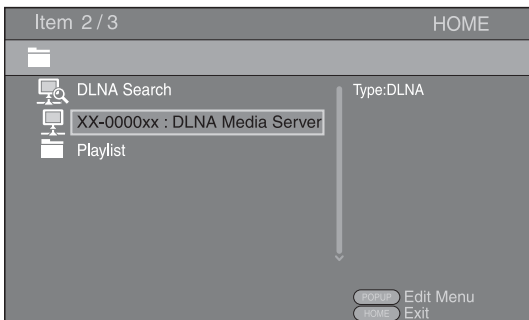 Item 2/3 HOME
DLNA Search
XX-0000xx : DLNA Media Server
Playlist
Type:DLNA
POPUP Edit Menu
HOME Exit